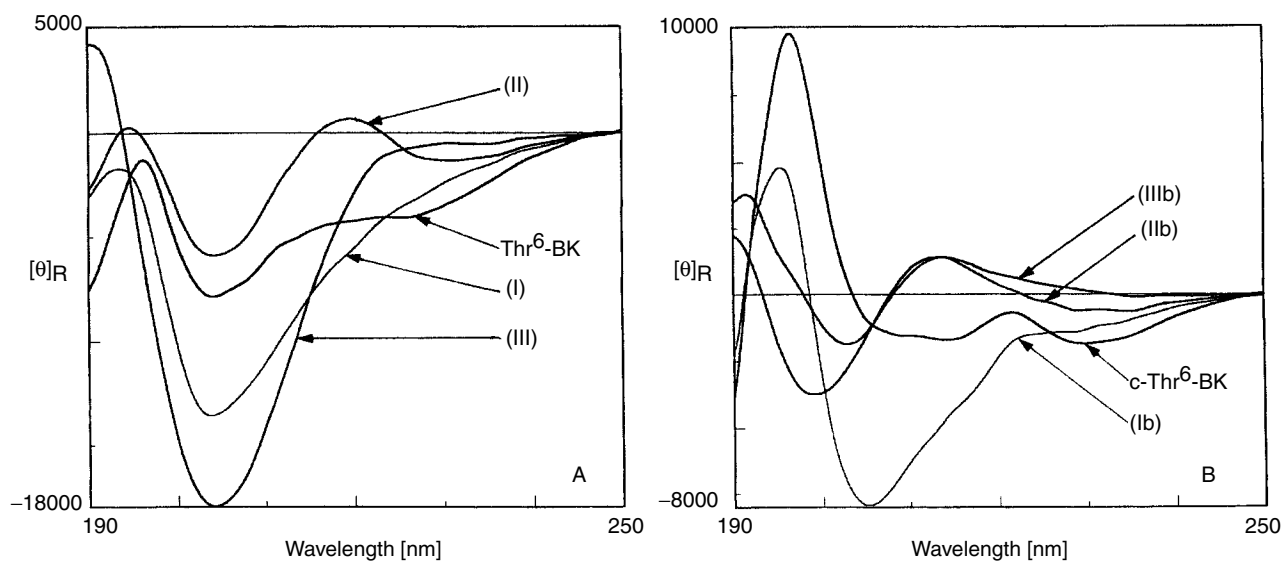 5000
(II)
Thr6-BK
[θ]R
(I)
(III)
A
−18000
190
250
Wavelength [nm]
10000
(IIIb)
(IIb)
[θ]R
c-Thr6-BK
(Ib)
B
−8000
190
250
Wavelength [nm]